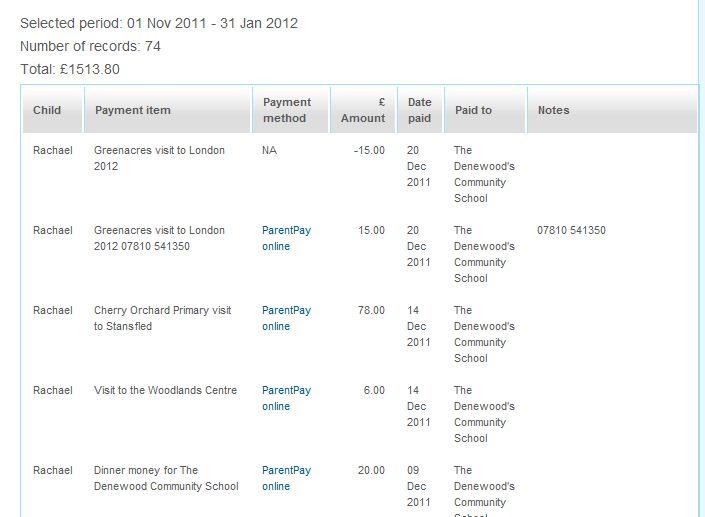 Selected period: 01 Nov 2011 - 31 Jan 2012
Number of records: 74
Total: £1513.80
Child Payment item Payment method £ Amount Date paid Paid to Notes
Rachael Greenacres visit to London NA -15.00 20 The
2012 Dec Denewood's
2011 Community
School
Rachael Greenacres visit to London ParentPay 15.00 20 The 07810 541350
2012 07810 541350 online Dec Denewood's
2011 Community
School
Rachael Cherry Orchard Primary visit ParentPay 78.00 14 The
to Stansfled online Dec Denewood's
2011 Community
School
Rachael Visit to the Woodlands Centre ParentPay 6.00 14 The
online Dec Denewood's
2011 Community
School
Rachael Dinner money for The ParentPay 20.00 09 The
Denewood Community School online Dec Denewood's
2011 Community